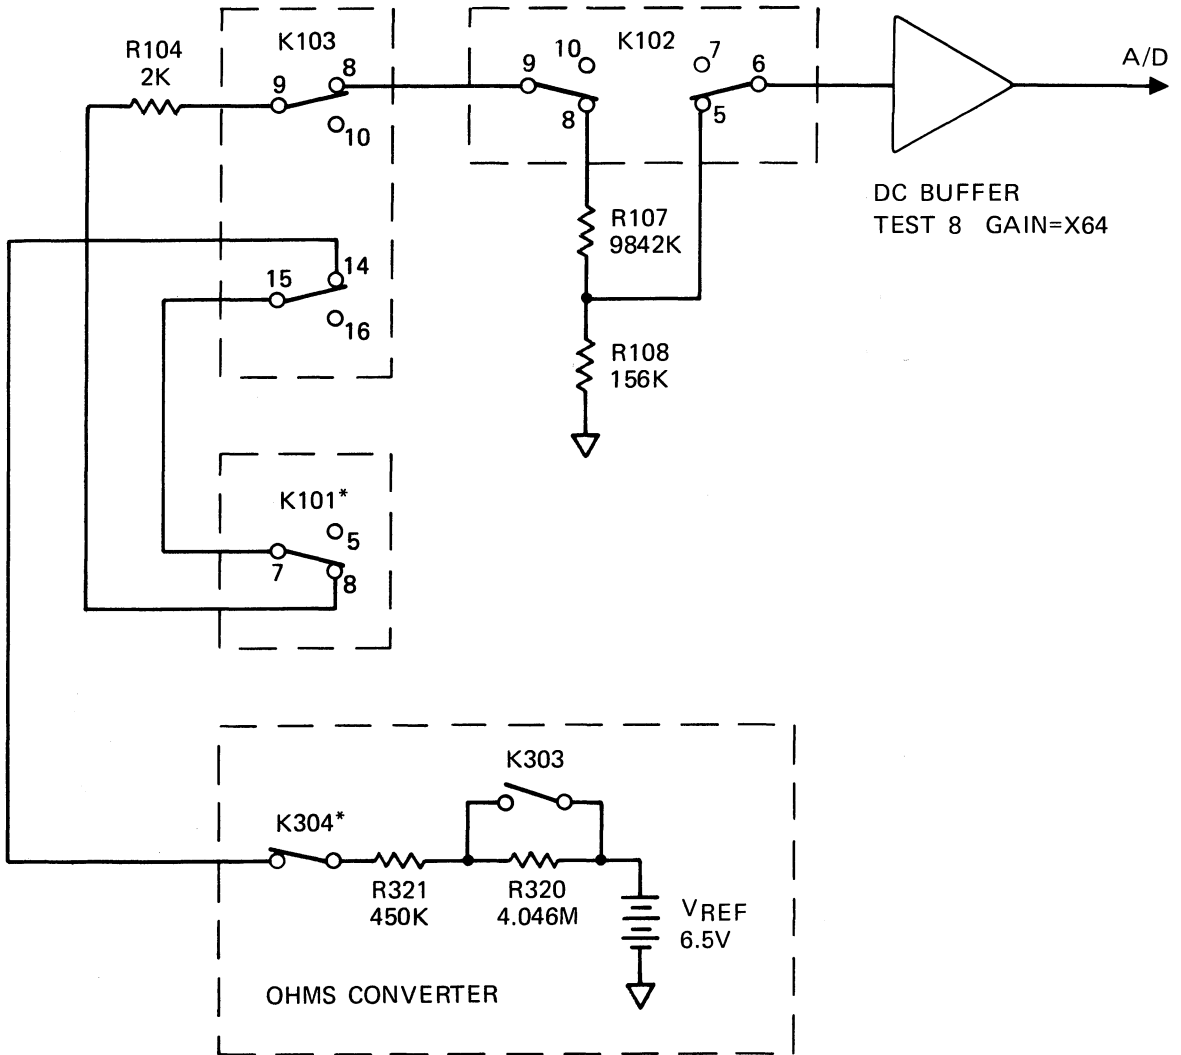 R104
2K
K103
9
8
10
15
14
16
9
10
8
K102
7
6
5
A/D
DC BUFFER
TEST 8 GAIN=X64
R107
9842K
R108
156K
K101*
5
7
8
K303
K304*
R321
450K
R320
4.046M
VREF
6.5V
OHMS CONVERTER